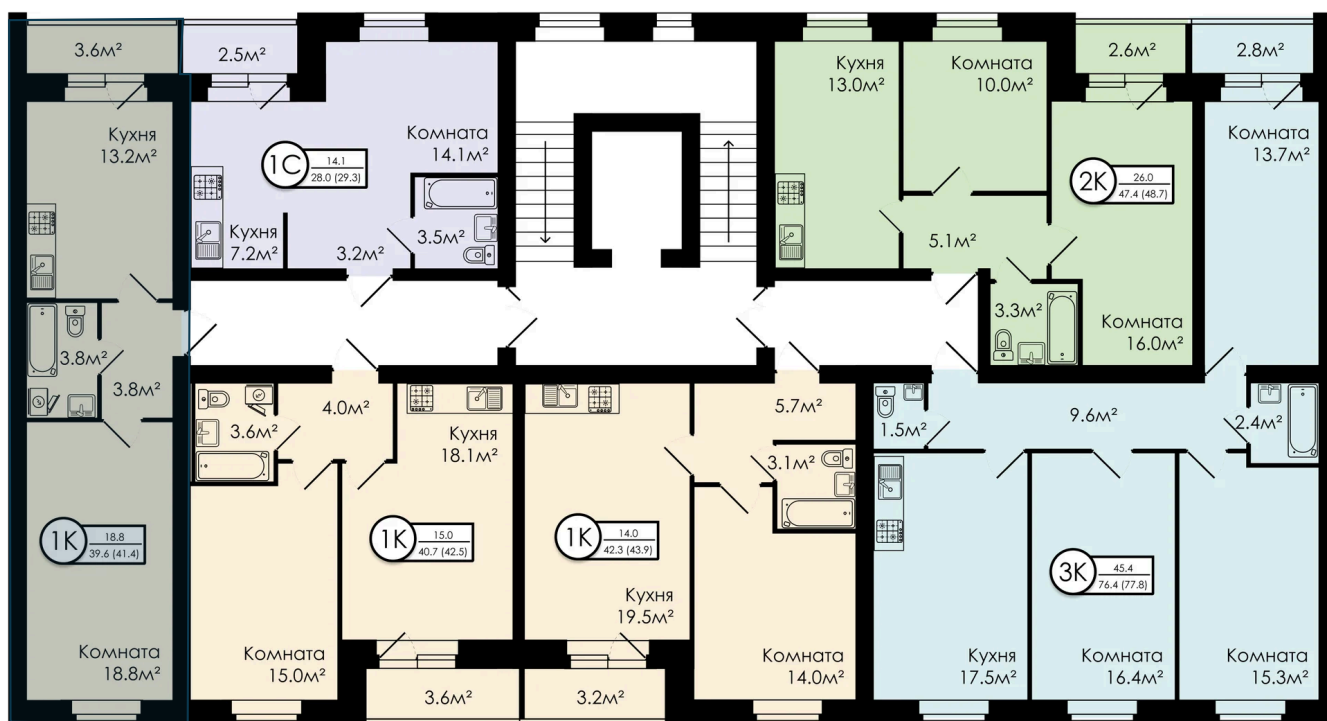 3.6м²
Кухня
13.2м²
3.8м²
3.8м²
1К
18.8
39.6 (41.4)
Комната
18.8м²
2.5м²
Комната
14.1м²
1С
14.1
28.0 (29.3)
Кухня
7.2м²
3.2м²
3.5м²
Кухня
13.0м²
Комната
10.0м²
2.6м²
2К
26.0
47.4 (48.7)
5.1м²
3.3м²
Комната
16.0м²
2.8м²
Комната
13.7м²
3.6м²
4.0м²
Кухня
18.1м²
1К
15.0
40.7 (42.5)
Комната
15.0м²
3.6м²
5.7м²
3.1м²
1К
14.0
42.3 (43.9)
Кухня
19.5м²
Комната
14.0м²
3.2м²
1.5м²
9.6м²
2.4м²
3К
45.4
76.4 (77.8)
Кухня
17.5м²
Комната
16.4м²
Комната
15.3м²